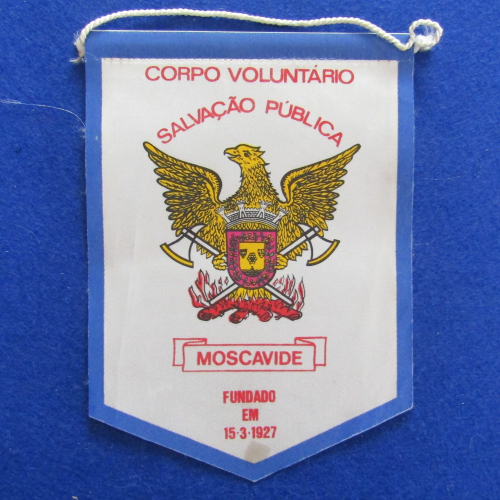 CORPO VOLUNTÁRIO
SALVAÇÃO PÚBLICA
MOSCAVIDE
FUNDADO
EM
15-3-1927